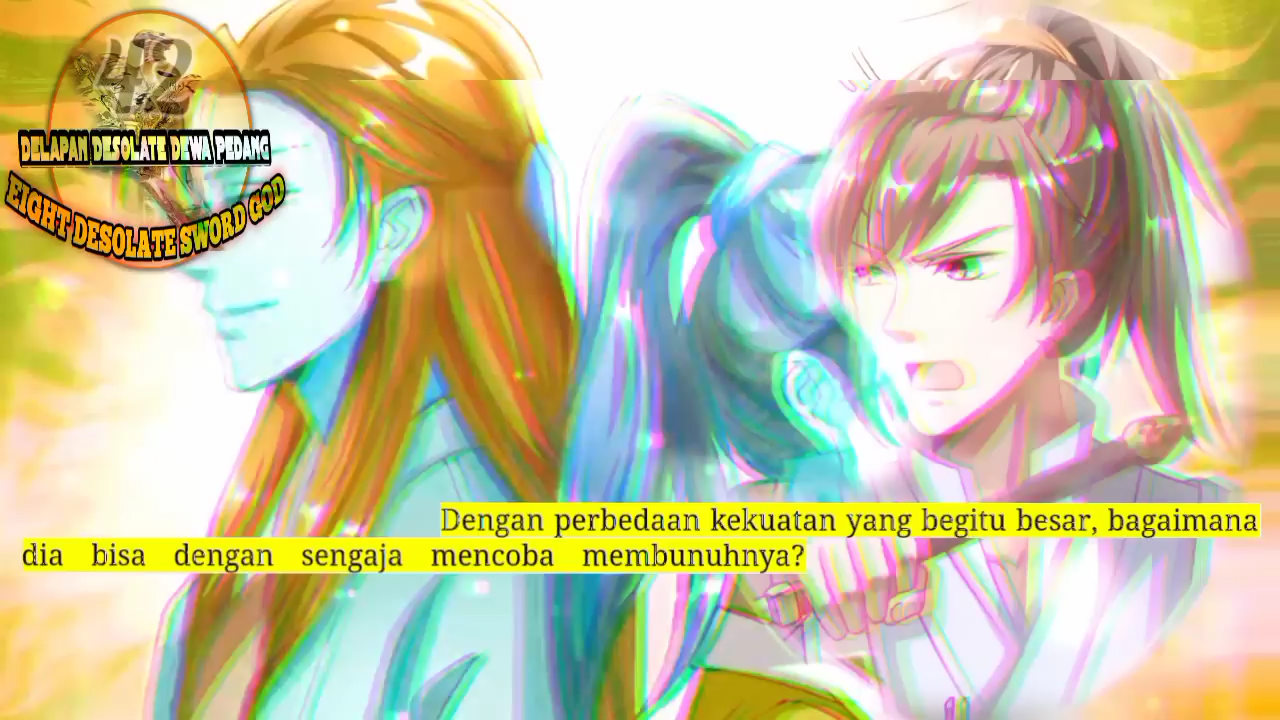 42
DELAPAN DESOLATE DEWA PEDANG
EIGHT DESOLATE SWORD GOD
Dengan perbedaan kekuatan yang begitu besar, bagaimana
dia bisa dengan sengaja mencoba membunuhnya?